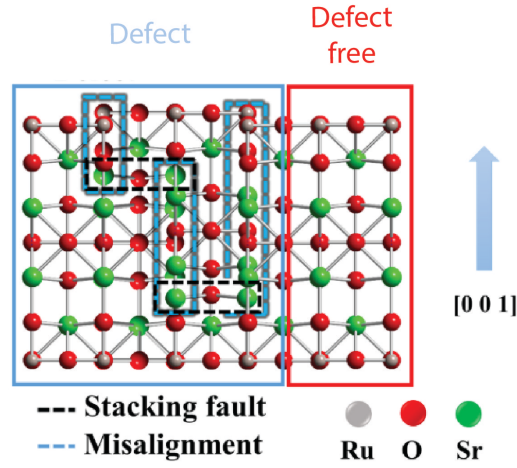 Defect
Defect
free
[0 0 1]
Stacking fault
Misalignment
Ru O Sr